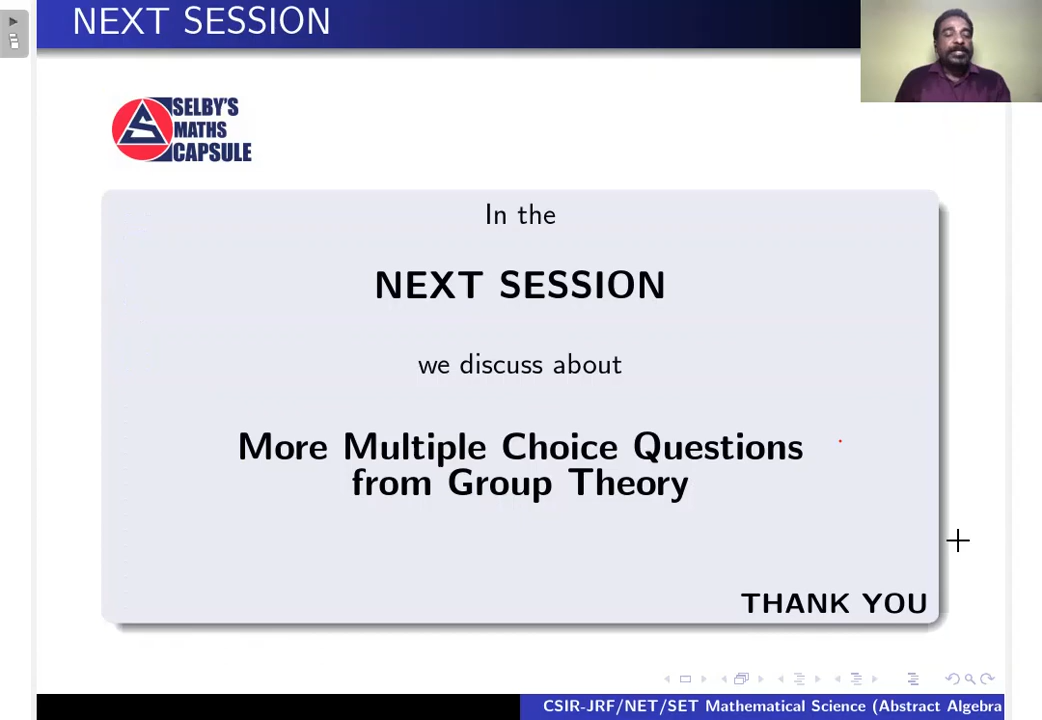 NEXT SESSION
SELBY'S
MATHS
CAPSULE
In the
NEXT SESSION
we discuss about
More Multiple Choice Questions
from Group Theory
THANK YOU
CSIR-JRF/NET/SET Mathematical Science (Abstract Algebra